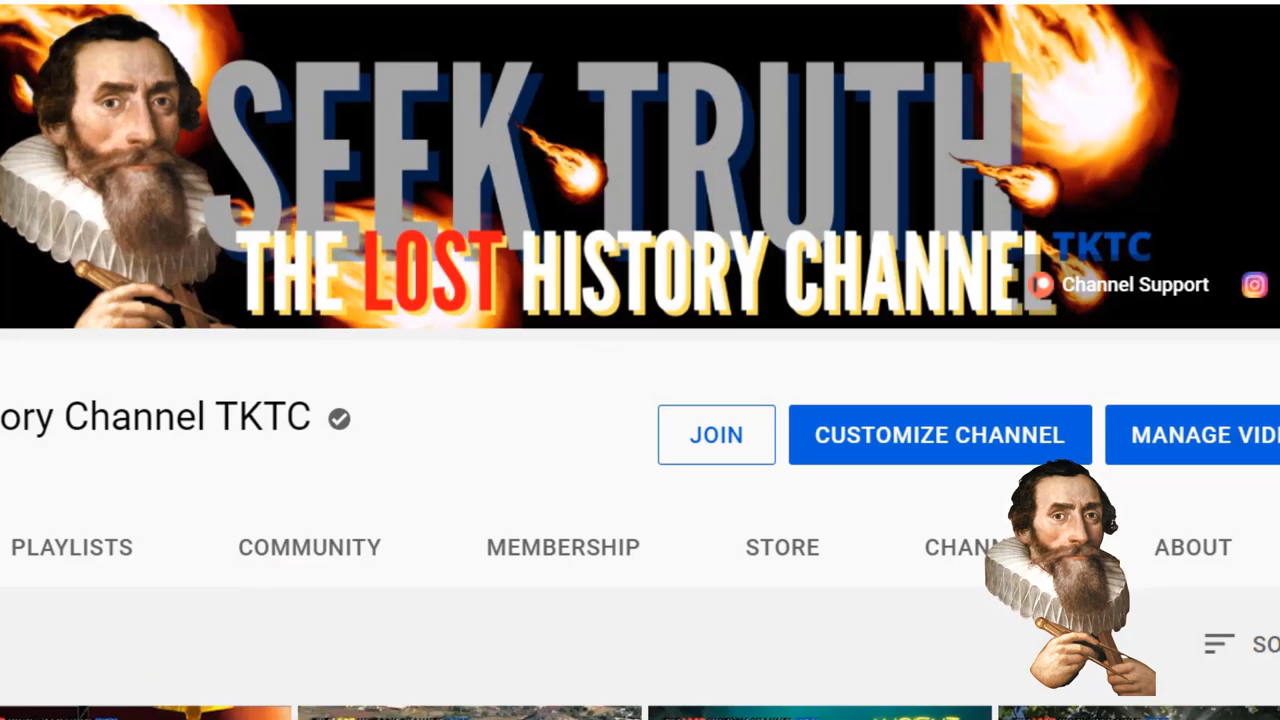 SEEK TRUTH
THE LOST HISTORY CHANNEL TKTC
Channel Support
ory Channel TKTC
JOIN
CUSTOMIZE CHANNEL
MANAGE VID
PLAYLISTS
COMMUNITY
MEMBERSHIP
STORE
CHANN
ABOUT
SO